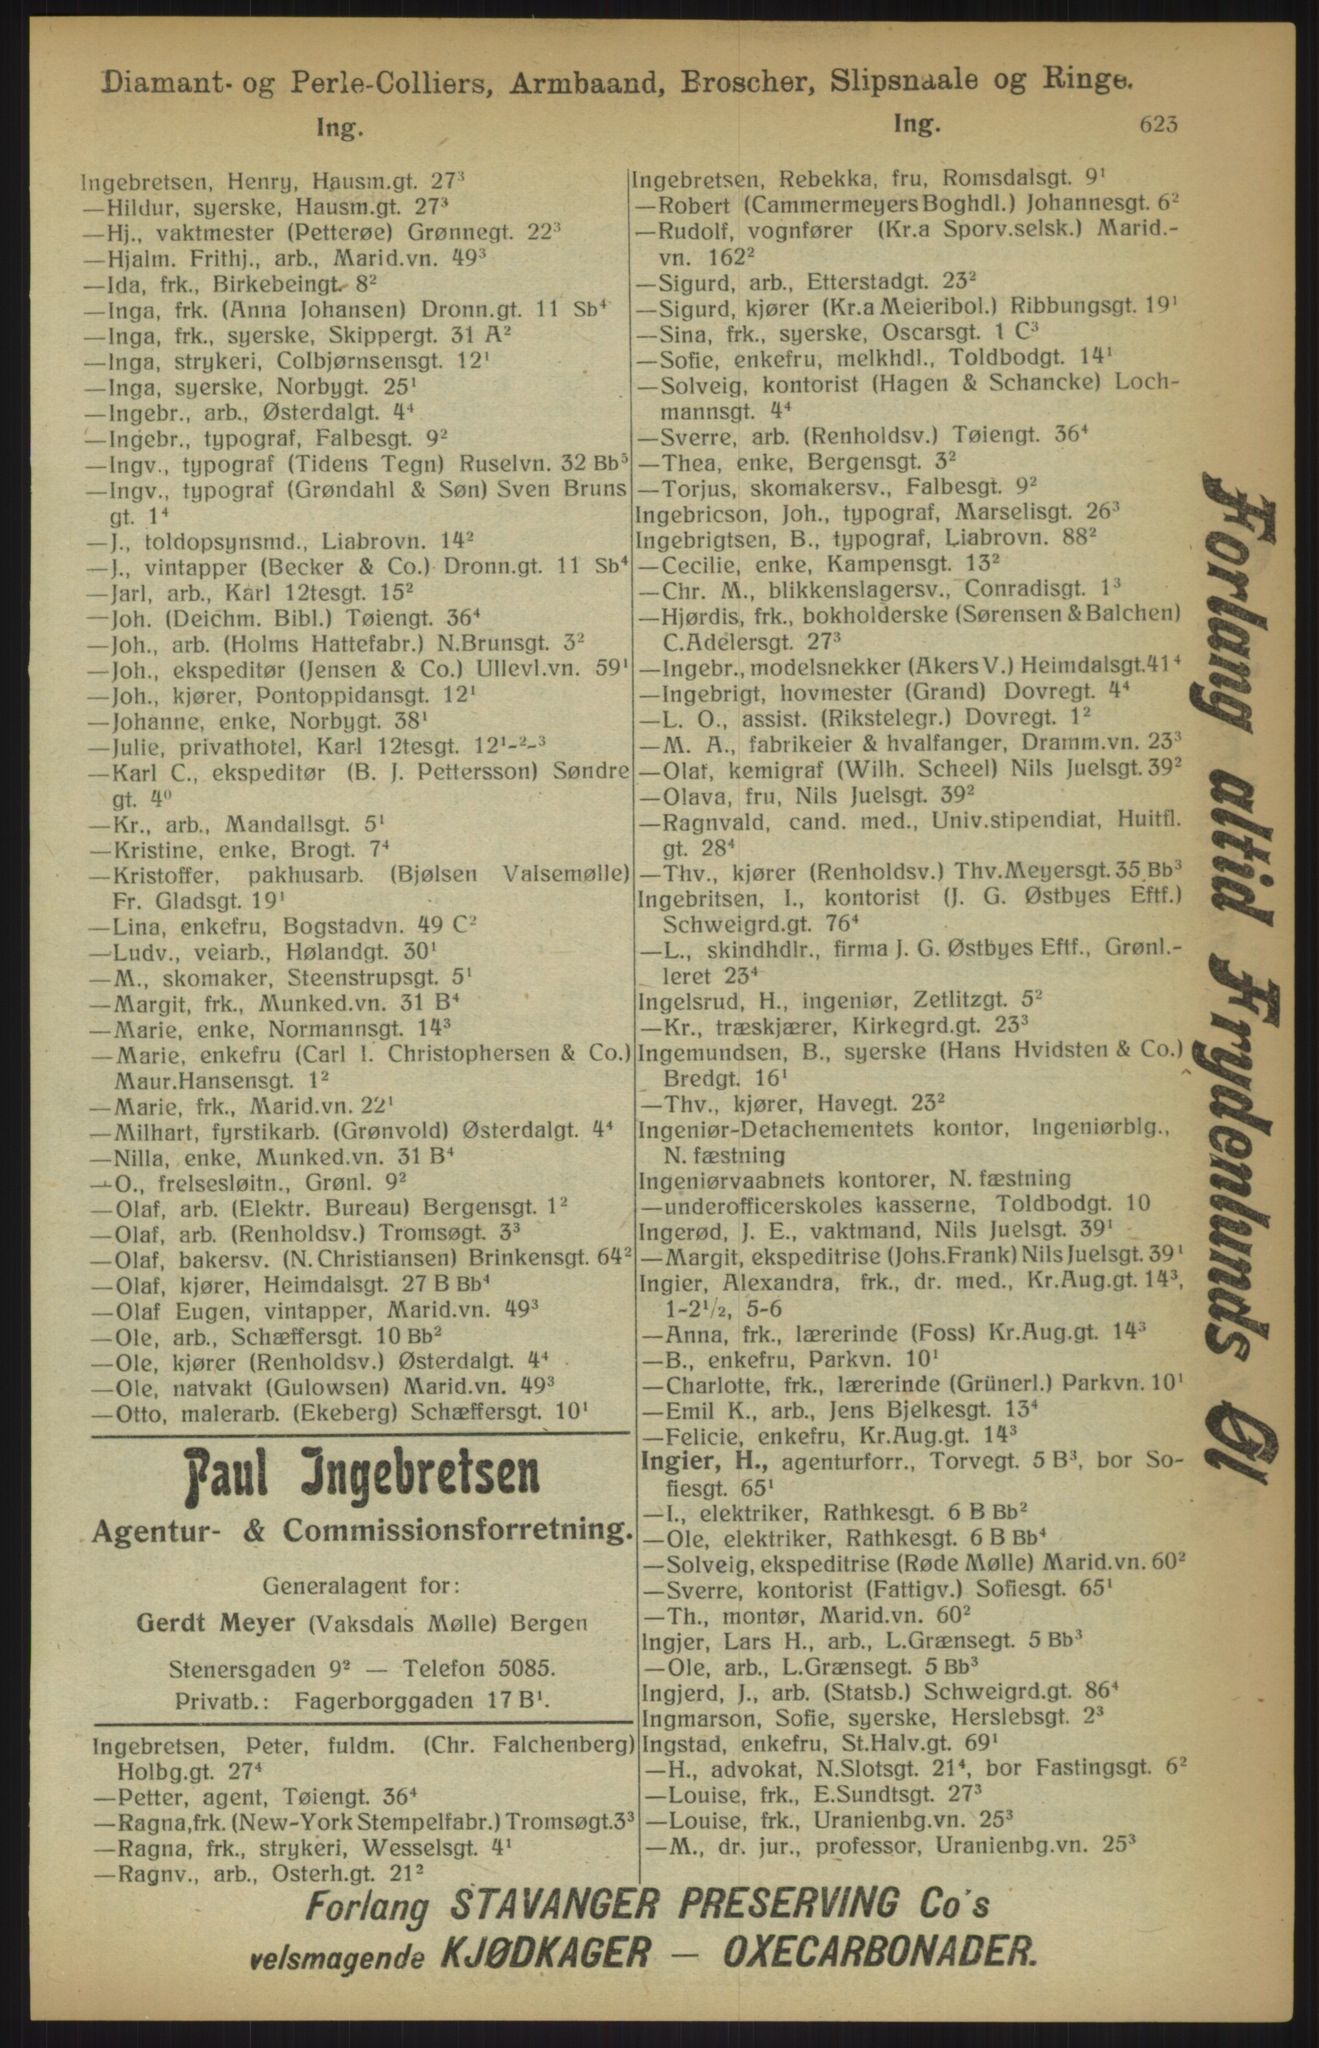 Diamant- og Perle-Colliers, Armbaand, Broscher, Slipsnaale og Ringe.
Ing.
Ing.
623
Ingebretsen, Henry, Hausm.gt. 27³
—Hildur, syerske, Hausm.gt. 27³
—Hj., vaktmester (Petterøe) Grønnegt. 22³
—Hjalm. Frithj., arb., Marid.vn. 49³
—Ida, frk., Birkebeingt. 8²
—Inga, frk. (Anna Johansen) Dronn.gt. 11 Sb⁴
—Inga, frk., syerske, Skippergt. 31 A²
—Inga, strykeri, Colbjørnsensgt. 12¹
—Inga, syerske, Norbygt. 25¹
—Ingebr., arb., Østerdalgt. 4⁴
—Ingebr., typograf, Falbesgt. 9²
—Ingv., typograf (Tidens Tegn) Ruselvn. 32 Bb⁵
—Ingv., typograf (Grøndahl & Søn) Sven Bruns
gt. 1⁴
—J., toldopsynsmd., Liabrovn. 14²
—J., vintapper (Becker & Co.) Dronn.gt. 11 Sb⁴
—Jarl, arb., Karl 12tesgt. 15²
—Joh. (Deichm. Bibl.) Tøiengt. 36⁴
—Joh., arb. (Holms Hattefabr.) N.Brunsgt. 3²
—Joh., ekspeditør (Jensen & Co.) Ullevl.vn. 59¹
—Joh., kjører, Pontoppidansgt. 12¹
—Johanne, enke, Norbygt. 38¹
—Julie, privathotel, Karl 12tesgt. 12¹-²-³
—Karl C., ekspeditør (B. J. Pettersson) Søndre
gt. 4⁰
—Kr., arb., Mandallsgt. 5¹
—Kristine, enke, Brogt. 7⁴
—Kristoffer, pakhusarb. (Bjølsen Valsemølle)
Fr. Gladsgt. 19¹
—Lina, enkefru, Bogstadvn. 49 C²
—Ludv., veiarb., Hølandgt. 30¹
—M., skomaker, Steenstrupsgt. 5¹
—Margit, frk., Munked.vn. 31 B⁴
—Marie, enke, Normannsgt. 14³
—Marie, enkefru (Carl I. Christophersen & Co.)
Maur.Hansensgt. 1²
—Marie, frk., Marid.vn. 22¹
—Milhart, fyrstikarb. (Grønvold) Østerdalgt. 4⁴
—Nilla, enke, Munked.vn. 31 B⁴
—O., frelsesløitn., Grønl. 9²
—Olaf, arb. (Elektr. Bureau) Bergensgt. 1²
—Olaf, arb. (Renholdsv.) Tromsøgt. 3³
—Olaf, bakersv. (N.Christiansen) Brinkensgt. 64²
—Olaf, kjører, Heimdalsgt. 27 B Bb⁴
—Olaf Eugen, vintapper, Marid.vn. 49³
—Ole, arb., Schæffersgt. 10 Bb²
—Ole, kjører (Renholdsv.) Østerdalgt. 4⁴
—Ole, natvakt (Gulowsen) Marid.vn. 49³
—Otto, malerarb. (Ekeberg) Schæffersgt. 10¹
Paul Ingebretsen
Agentur- & Commissionsforretning.
Generalagent for:
Gerdt Meyer (Vaksdals Mølle) Bergen
Stenersgaden 9² — Telefon 5085.
Privatb.: Fagerborggaden 17 B¹.
Ingebretsen, Peter, fuldm. (Chr. Falchenberg)
Holbg.gt. 27⁴
—Petter, agent, Tøiengt. 36⁴
—Ragna,frk.(New-York Stempelfabr.)Tromsøgt.3³
—Ragna, frk., strykeri, Wesselsgt. 4¹
—Ragnv., arb., Osterh.gt. 21²
Ingebretsen, Rebekka, fru, Romsdalsgt. 9¹
—Robert (Cammermeyers Boghdl.) Johannesgt. 6²
—Rudolf, vognfører (Kr.a Sporv.selsk.) Marid.-
vn. 162²
—Sigurd, arb., Etterstadgt. 23²
—Sigurd, kjører (Kr.a Meieribol.) Ribbungsgt. 19¹
—Sina, frk., syerske, Oscarsgt. 1 C³
—Sofie, enkefru, melkhdl., Toldbodgt. 14¹
—Solveig, kontorist (Hagen & Schancke) Loch-
mannsgt. 4⁴
—Sverre, arb. (Renholdsv.) Tøiengt. 36⁴
—Thea, enke, Bergensgt. 3²
—Torjus, skomakersv., Falbesgt. 9²
Ingebricson, Joh., typograf, Marselisgt. 26³
Ingebrigtsen, B., typograf, Liabrovn. 88²
—Cecilie, enke, Kampensgt. 13²
—Chr. M., blikkenslagersv., Conradisgt. 1³
—Hjørdis, frk., bokholderske (Sørensen & Balchen)
C.Adelersgt. 27³
—Ingebr., modelsnekker (Akers V.) Heimdalsgt.41⁴
—Ingebrigt, hovmester (Grand) Dovregt. 4⁴
—L. O., assist. (Rikstelegr.) Dovregt. 1²
—M. A., fabrikeier & hvalfanger, Dramm.vn. 23³
—Olaf, kemigraf (Wilh. Scheel) Nils Juelsgt. 39²
—Olava, fru, Nils Juelsgt. 39²
—Ragnvald, cand. med., Univ.stipendiat, Huitfl.
gt. 28⁴
—Thv., kjører (Renholdsv.) Thv.Meyersgt. 35 Bb³
Ingebritsen, I., kontorist (J. G. Østbyes Eftf.)
Schweigrd.gt. 76⁴
—L., skindhdlr., firma J. G. Østbyes Eftf., Grønl.-
leret 23⁴
Ingelsrud, H., ingeniør, Zetlitzgt. 5²
—Kr., træskjærer, Kirkegrd.gt. 23³
Ingemundsen, B., syerske (Hans Hvidsten & Co.)
Bredgt. 16¹
—Thv., kjører, Havegt. 23²
Ingeniør-Detachementets kontor, Ingeniørblg.,
N. fæstning
Ingeniørvaabnets kontorer, N. fæstning
—underofficerskoles kasserne, Toldbodgt. 10
Ingerød, J. E., vaktmand, Nils Juelsgt. 39¹
—Margit, ekspeditrise (Johs.Frank) Nils Juelsgt. 39¹
Ingier, Alexandra, frk., dr. med., Kr.Aug.gt. 14³,
1-2½, 5-6
—Anna, frk., lærerinde (Foss) Kr.Aug.gt. 14³
—B., enkefru, Parkvn. 10¹
—Charlotte, frk., lærerinde (Grünerl.) Parkvn. 10¹
—Emil K., arb., Jens Bjelkesgt. 13⁴
—Felicie, enkefru, Kr.Aug.gt. 14³
Ingier, H., agenturforr., Torvegt. 5 B³, bor So-
fiesgt. 65¹
—I., elektriker, Rathkesgt. 6 B Bb²
—Ole, elektriker, Rathkesgt. 6 B Bb⁴
—Solveig, ekspeditrise (Røde Mølle) Marid.vn. 60²
—Sverre, kontorist (Fattigv.) Sofiesgt. 65¹
—Th., montør, Marid.vn. 60²
Ingjer, Lars H., arb., L.Grænsegt. 5 Bb³
—Ole, arb., L.Grænsegt. 5 Bb³
Ingjerd, J., arb. (Statsb.) Schweigrd.gt. 86⁴
Ingmarson, Sofie, syerske, Herslebsgt. 2³
Ingstad, enkefru, St.Halv.gt. 69¹
—H., advokat, N.Slotsgt. 21⁴, bor Fastingsgt. 6²
—Louise, frk., E.Sundtsgt. 27³
—Louise, frk., Uranienbg.vn. 25³
—M., dr. jur., professor, Uranienbg.vn. 25³
Forlang altid Frydenlunds Øl
Forlang STAVANGER PRESERVING Co's
velsmagende KJØDKAGER — OXECARBONADER.